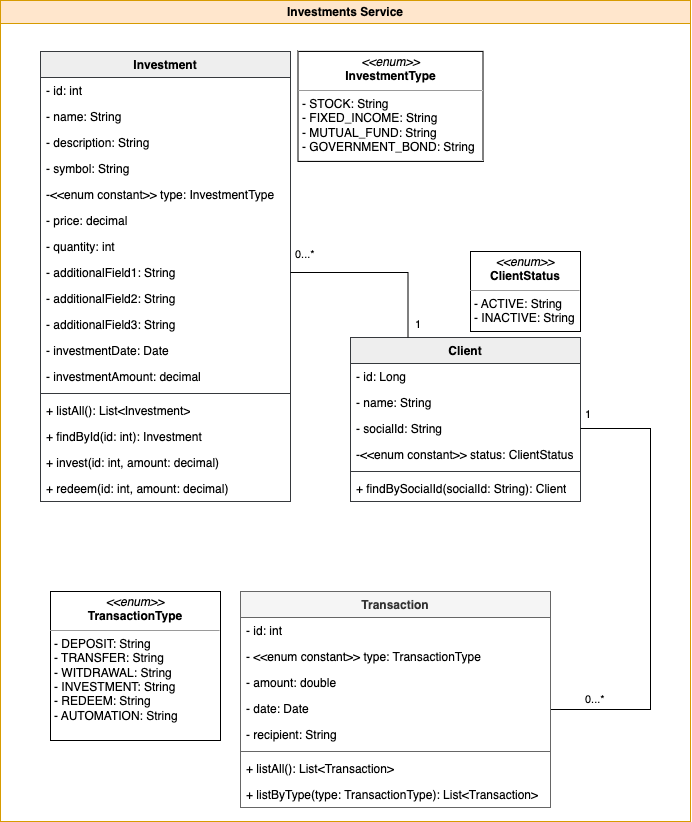 Investments Service
Investment
- id: int
- name: String
- description: String
- symbol: String
-<<enum constant>> type: InvestmentType
- price: decimal
- quantity: int
- additionalField1: String
- additionalField2: String
- additionalField3: String
- investmentDate: Date
- investmentAmount: decimal
+ listAll(): List<Investment>
+ findById(id: int): Investment
+ invest(id: int, amount: decimal)
+ redeem(id: int, amount: decimal)
<<enum>>
InvestmentType
- STOCK: String
- FIXED_INCOME: String
- MUTUAL_FUND: String
- GOVERNMENT_BOND: String
0...*
1
<<enum>>
ClientStatus
- ACTIVE: String
- INACTIVE: String
Client
- id: Long
- name: String
- socialId: String
-<<enum constant>> status: ClientStatus
+ findBySocialId(socialId: String): Client
1
0...*
<<enum>>
TransactionType
- DEPOSIT: String
- TRANSFER: String
- WITDRAWAL: String
- INVESTMENT: String
- REDEEM: String
- AUTOMATION: String
Transaction
- id: int
- <<enum constant>> type: TransactionType
- amount: double
- date: Date
- recipient: String
+ listAll(): List<Transaction>
+ listByType(type: TransactionType): List<Transaction>